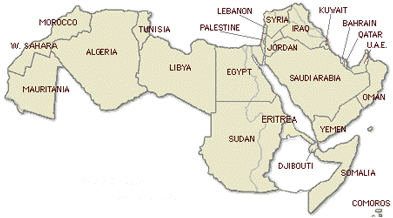 LEBANON
KUWAIT
MOROCCO
TUNISIA
PALESTINE
SYRIA
IRAQ
BAHRAIN
QATAR
U.A.E.
W. SAHARA
ALGERIA
JORDAN
LIBYA
EGYPT
SAUDI ARABIA
MAURITANIA
OMAN
ERITREA
YEMEN
SUDAN
DJIBOUTI
SOMALIA
COMOROS